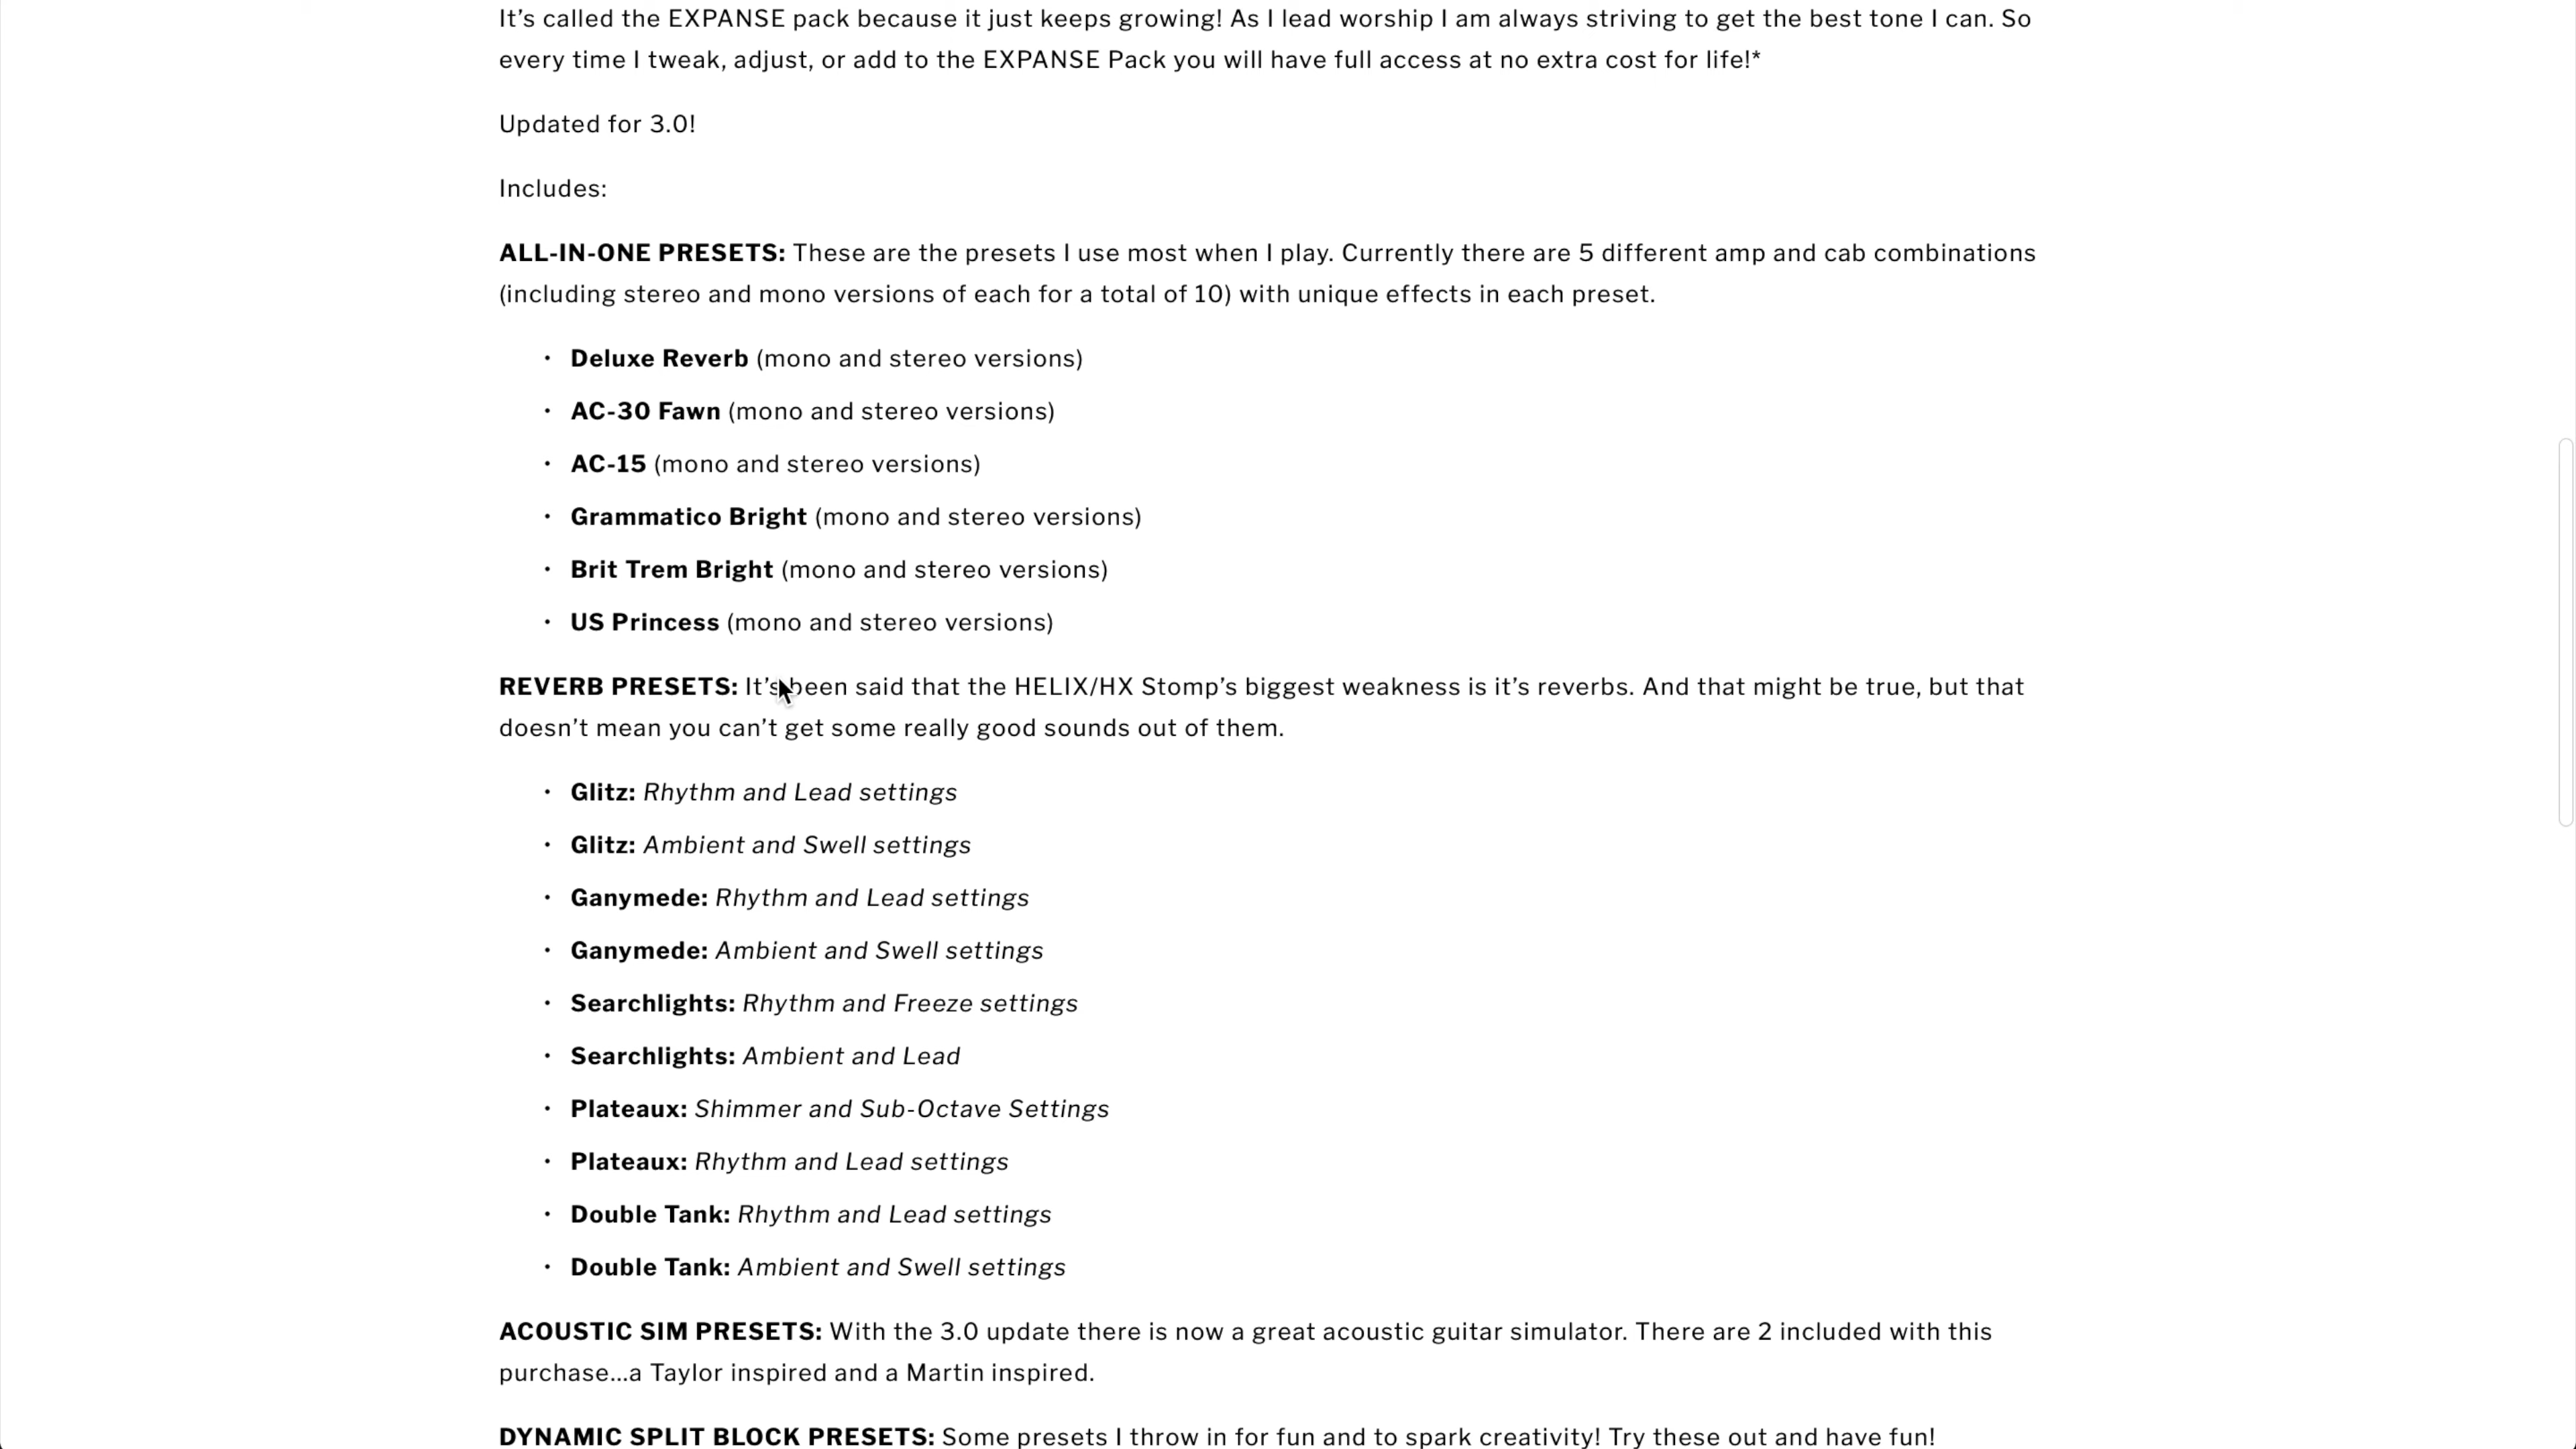 It’s called the EXPANSE pack because it just keeps growing! As I lead worship I am always striving to get the best tone I can. So
every time I tweak, adjust, or add to the EXPANSE Pack you will have full access at no extra cost for life!*
Updated for 3.0!
Includes:
ALL-IN-ONE PRESETS: These are the presets I use most when I play. Currently there are 5 different amp and cab combinations
(including stereo and mono versions of each for a total of 10) with unique effects in each preset.
• Deluxe Reverb (mono and stereo versions)
• AC-30 Fawn (mono and stereo versions)
• AC-15 (mono and stereo versions)
• Grammatico Bright (mono and stereo versions)
• Brit Trem Bright (mono and stereo versions)
• US Princess (mono and stereo versions)
REVERB PRESETS: It’s been said that the HELIX/HX Stomp’s biggest weakness is it’s reverbs. And that might be true, but that
doesn’t mean you can’t get some really good sounds out of them.
• Glitz: Rhythm and Lead settings
• Glitz: Ambient and Swell settings
• Ganymede: Rhythm and Lead settings
• Ganymede: Ambient and Swell settings
• Searchlights: Rhythm and Freeze settings
• Searchlights: Ambient and Lead
• Plateaux: Shimmer and Sub-Octave Settings
• Plateaux: Rhythm and Lead settings
• Double Tank: Rhythm and Lead settings
• Double Tank: Ambient and Swell settings
ACOUSTIC SIM PRESETS: With the 3.0 update there is now a great acoustic guitar simulator. There are 2 included with this
purchase...a Taylor inspired and a Martin inspired.
DYNAMIC SPLIT BLOCK PRESETS: Some presets I throw in for fun and to spark creativity! Try these out and have fun!